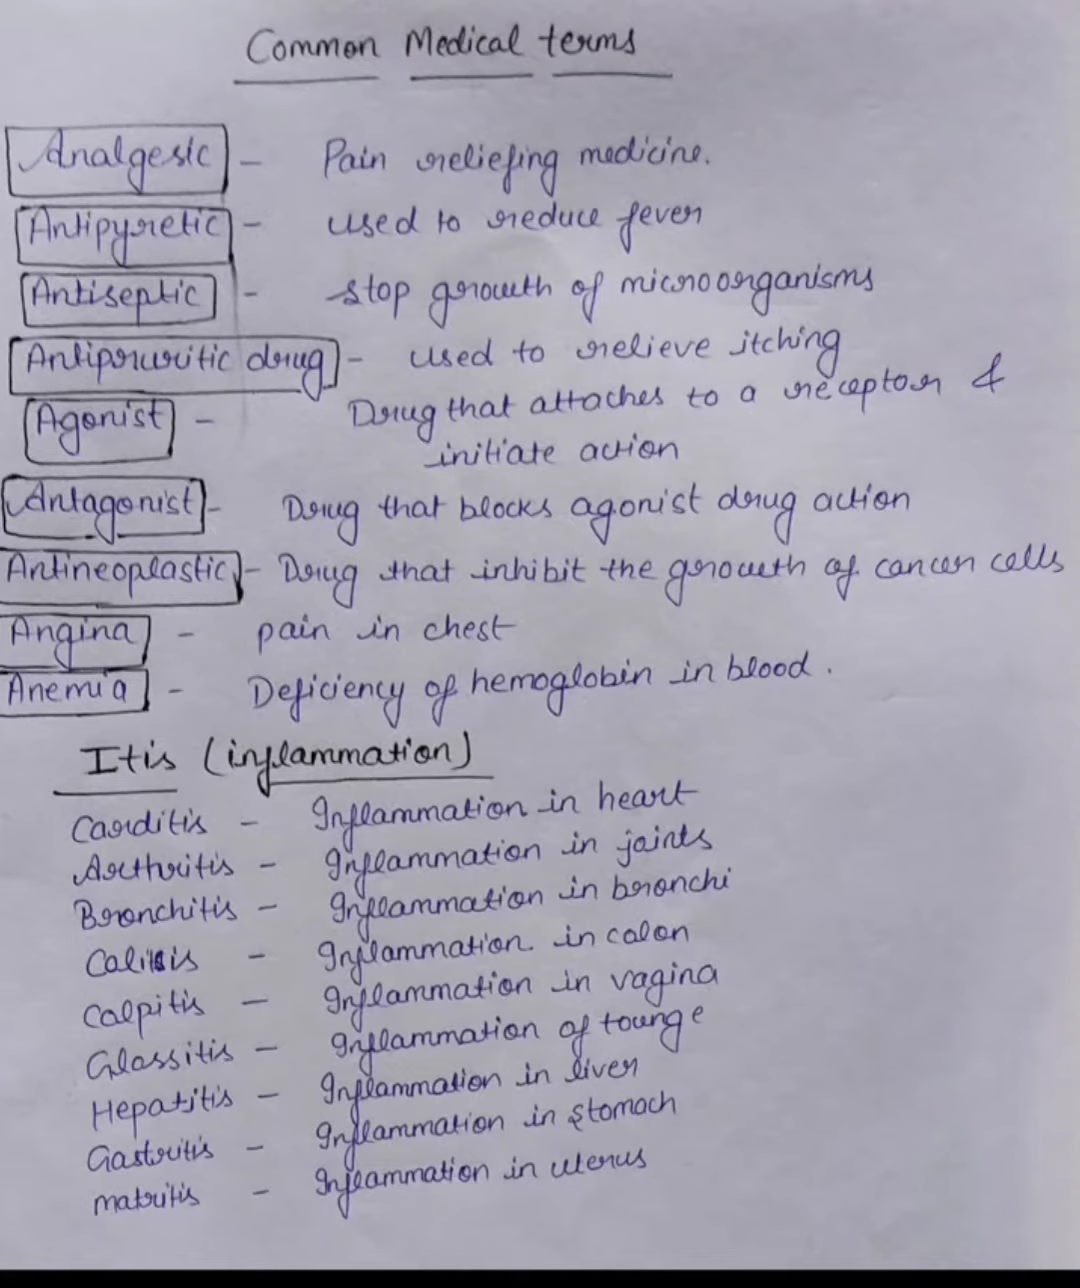 Common Medical terms
Analgesic - Pain reliefing medicine.
Antipyretic - used to reduce fever
Antiseptic - stop growth of microorganisms
Antipruritic drug - used to relieve itching
Agonist - Drug that attaches to a receptor &
initiate action
Antagonist - Drug that blocks agonist drug action
Antineoplastic - Drug that inhibit the growth of cancer cells
Angina - pain in chest
Anemia - Deficiency of hemoglobin in blood.
Itis (inflammation)
Carditis - Inflammation in heart
Arthritis - Inflammation in joints
Bronchitis - Inflammation in bronchi
Colitis - Inflammation in colon
Colpitis - Inflammation in vagina
Glossitis - Inflammation of tounge
Hepatitis - Inflammation in liver
Gastritis - Inflammation in stomach
matritis - Inflammation in uterus